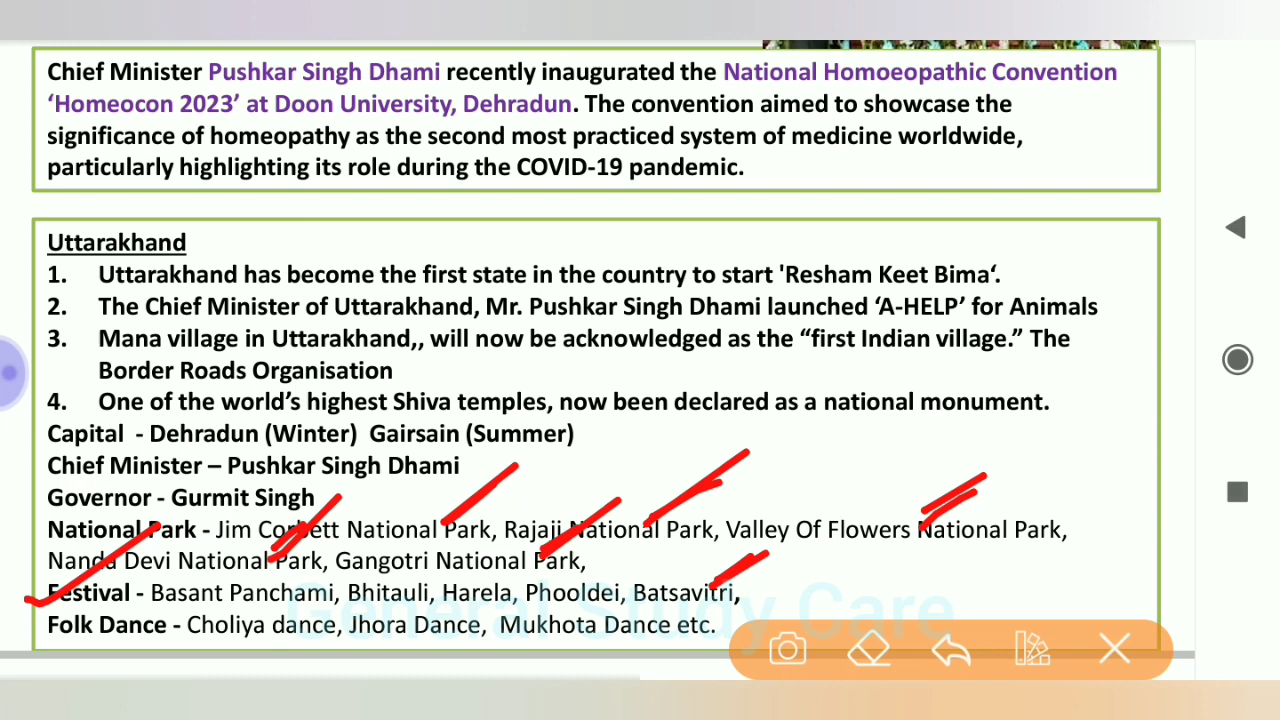 Chief Minister Pushkar Singh Dhami recently inaugurated the National Homoeopathic Convention
‘Homeocon 2023’ at Doon University, Dehradun. The convention aimed to showcase the
significance of homeopathy as the second most practiced system of medicine worldwide,
particularly highlighting its role during the COVID-19 pandemic.
Uttarakhand
1. Uttarakhand has become the first state in the country to start 'Resham Keet Bima‘.
2. The Chief Minister of Uttarakhand, Mr. Pushkar Singh Dhami launched ‘A-HELP’ for Animals
3. Mana village in Uttarakhand,, will now be acknowledged as the “first Indian village.” The
Border Roads Organisation
4. One of the world’s highest Shiva temples, now been declared as a national monument.
Capital - Dehradun (Winter) Gairsain (Summer)
Chief Minister – Pushkar Singh Dhami
Governor - Gurmit Singh
National Park - Jim Corbett National Park, Rajaji National Park, Valley Of Flowers National Park,
Nanda Devi National Park, Gangotri National Park,
Festival - Basant Panchami, Bhitauli, Harela, Phooldei, Batsavitri,
Folk Dance - Choliya dance, Jhora Dance, Mukhota Dance etc.
General Study Care